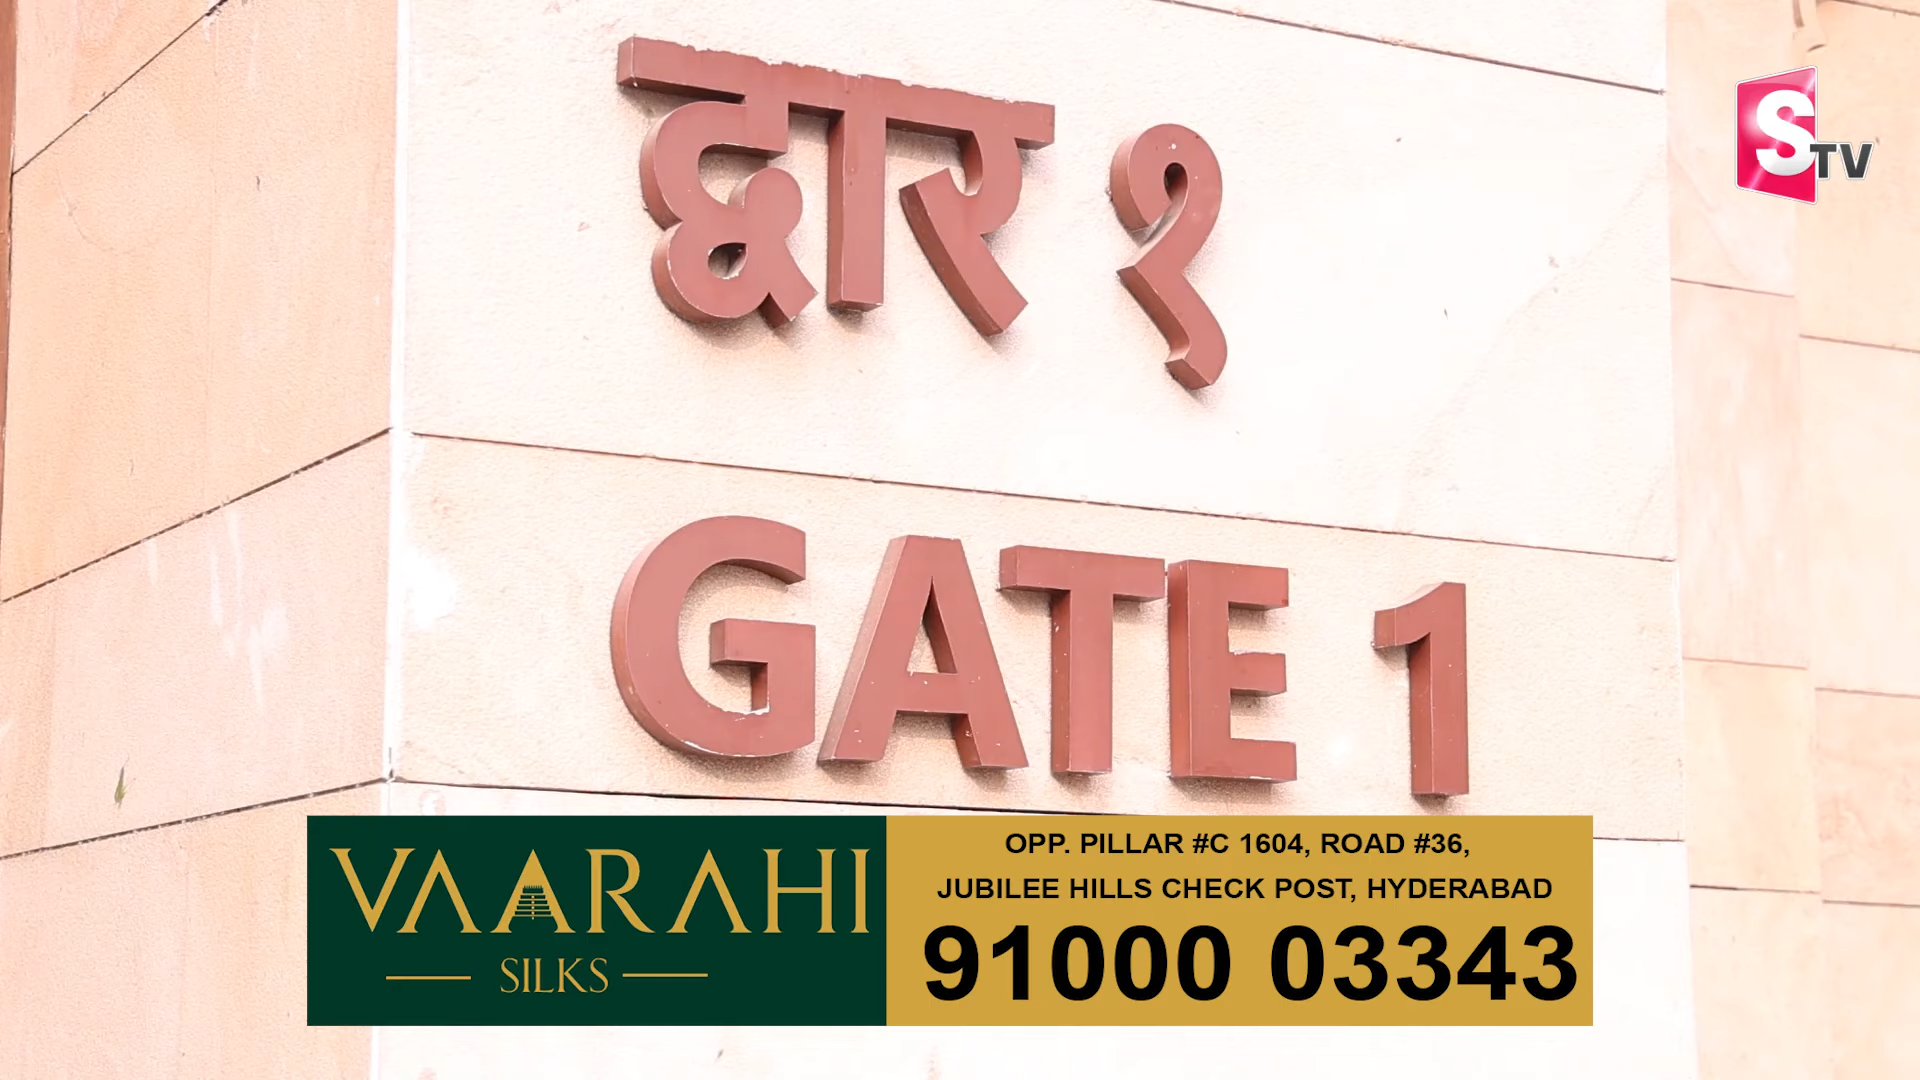 द्वार १
STV
GATE 1
VAARAHI
SILKS
OPP. PILLAR #C 1604, ROAD #36,
JUBILEE HILLS CHECK POST, HYDERABAD
91000 03343